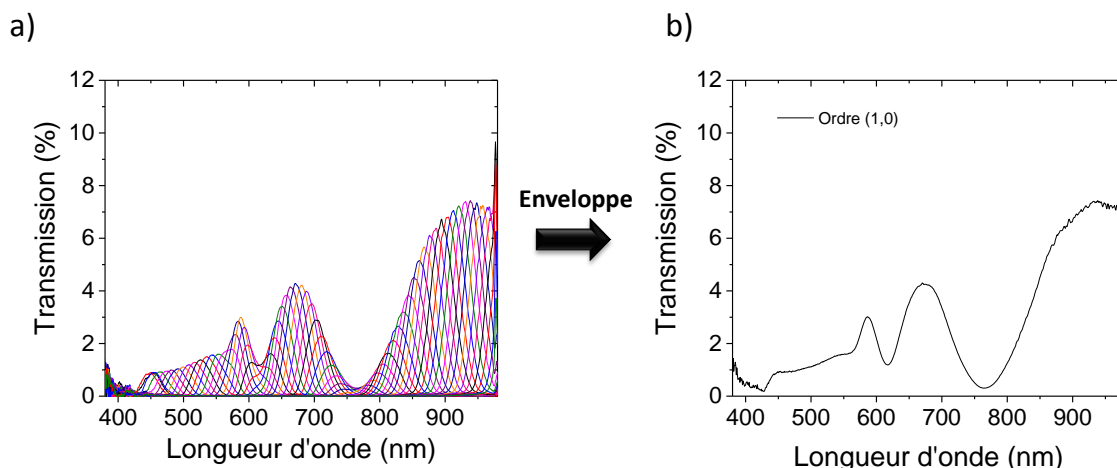 a)
Transmission (%)
12
10
8
6
4
2
0
400 500 600 700 800 900
Longueur d'onde (nm)
Enveloppe
b)
Transmission (%)
12
10
8
6
4
2
0
Ordre (1,0)
400 500 600 700 800 900
Longueur d'onde (nm)